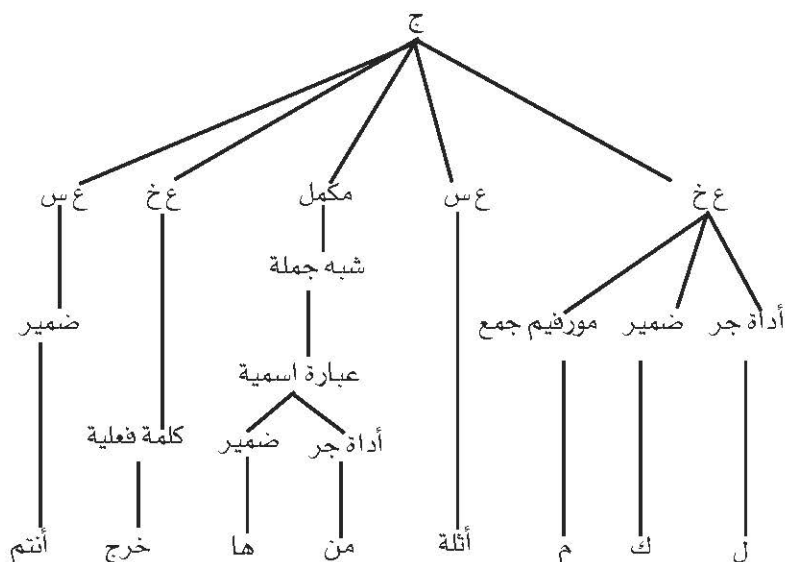 ج
ع خ ع س مكمل ع خ ع س
شبه جملة
أداة جر ضمير مورفيم جمع ضمير
عبارة اسمية
أداة جر ضمير كلمة فعلية
ل ك م أثلة من ها خرج أنتم